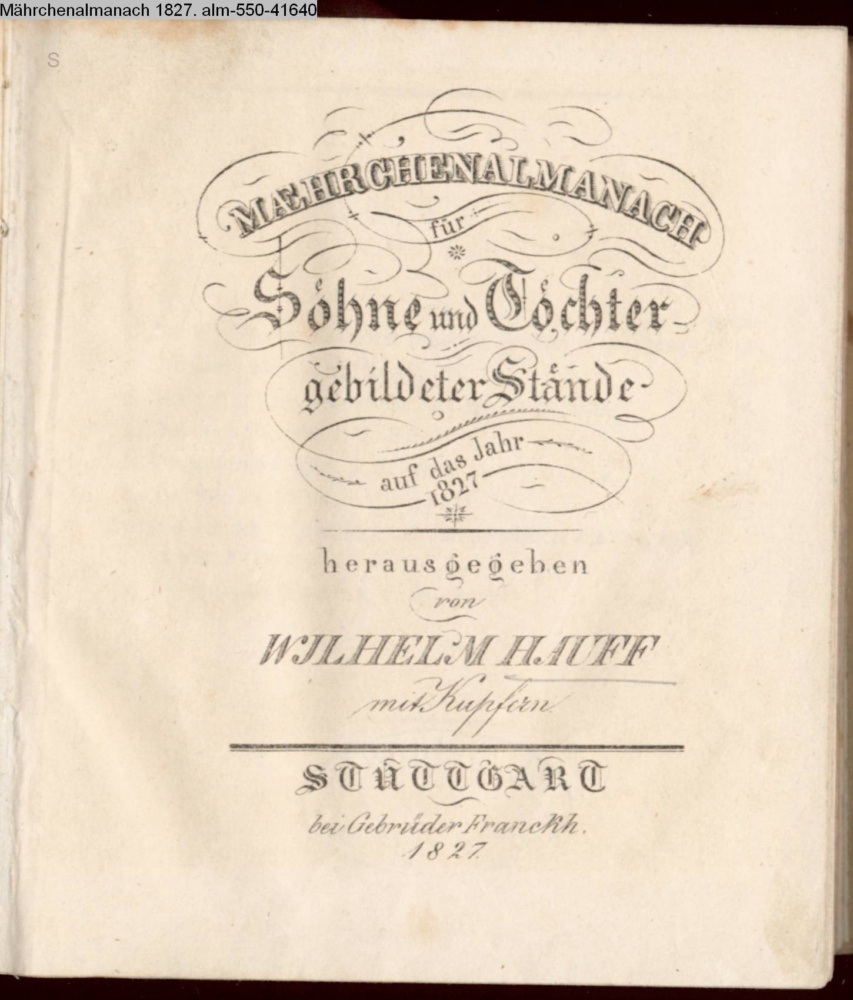 Mährchenalmanach 1827. alm-550-41640
S
MÆHRCHENALMANACH
für
Söhne und Töchter
gebildeter Stände
auf das Jahr
1827
herausgegeben
von
WILHELM HAUFF
mit Kupfern
STUTTGART
bei Gebrüder Franckh.
1827.